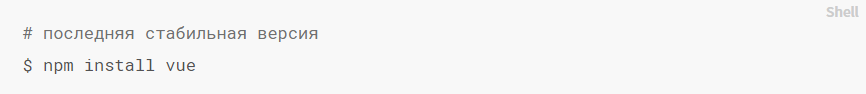 Shell
# последняя стабильная версия
$ npm install vue